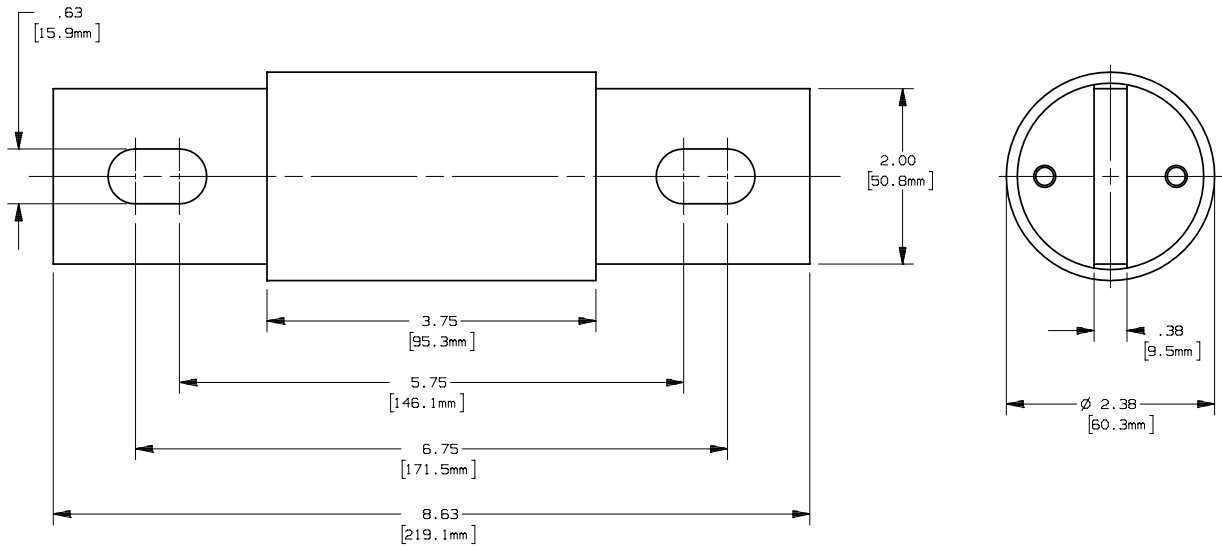 .63
[15.9mm]
2.00
[50.8mm]
3.75
[95.3mm]
.38
[9.5mm]
5.75
[146.1mm]
Ø 2.38
[60.3mm]
6.75
[171.5mm]
8.63
[219.1mm]